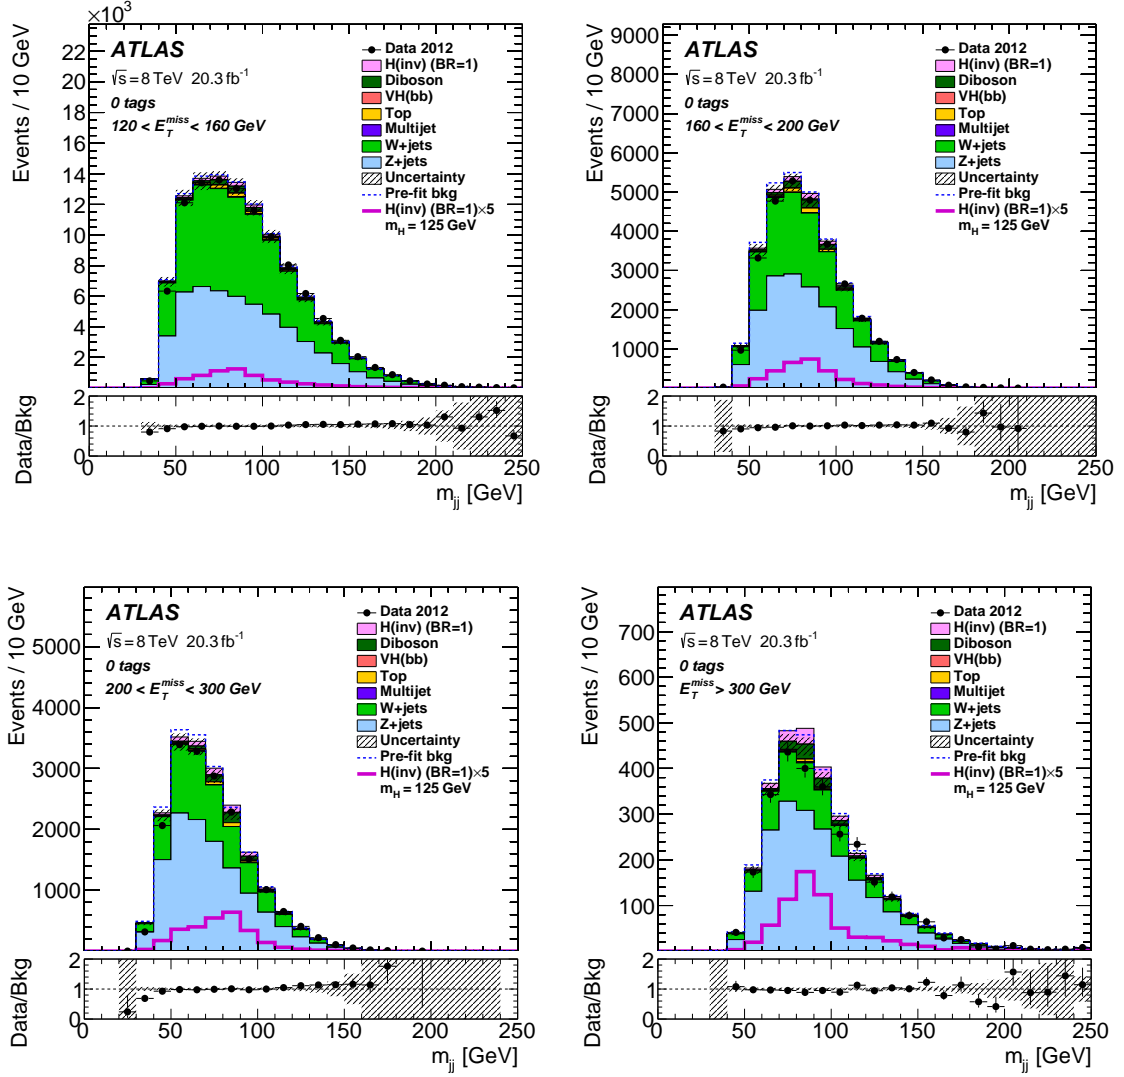 ×10³
Events / 10 GeV
22
20
18
16
14
12
10
8
6
4
2
ATLAS
√s = 8 TeV 20.3 fb⁻¹
0 tags
120 < E_T^miss < 160 GeV
Data 2012
H(inv) (BR=1)
Diboson
VH(bb)
Top
Multijet
W+jets
Z+jets
Uncertainty
Pre-fit bkg
H(inv) (BR=1)×5
m_H = 125 GeV
Data/Bkg
2
1
0
0 50 100 150 200 250
m_jj [GeV]
Events / 10 GeV
9000
8000
7000
6000
5000
4000
3000
2000
1000
ATLAS
√s = 8 TeV 20.3 fb⁻¹
0 tags
160 < E_T^miss < 200 GeV
Data 2012
H(inv) (BR=1)
Diboson
VH(bb)
Top
Multijet
W+jets
Z+jets
Uncertainty
Pre-fit bkg
H(inv) (BR=1)×5
m_H = 125 GeV
Data/Bkg
2
1
0
0 50 100 150 200 250
m_jj [GeV]
Events / 10 GeV
5000
4000
3000
2000
1000
ATLAS
√s = 8 TeV 20.3 fb⁻¹
0 tags
200 < E_T^miss < 300 GeV
Data 2012
H(inv) (BR=1)
Diboson
VH(bb)
Top
Multijet
W+jets
Z+jets
Uncertainty
Pre-fit bkg
H(inv) (BR=1)×5
m_H = 125 GeV
Data/Bkg
2
1
0
0 50 100 150 200 250
m_jj [GeV]
Events / 10 GeV
700
600
500
400
300
200
100
ATLAS
√s = 8 TeV 20.3 fb⁻¹
0 tags
E_T^miss > 300 GeV
Data 2012
H(inv) (BR=1)
Diboson
VH(bb)
Top
Multijet
W+jets
Z+jets
Uncertainty
Pre-fit bkg
H(inv) (BR=1)×5
m_H = 125 GeV
Data/Bkg
2
1
0
0 50 100 150 200 250
m_jj [GeV]